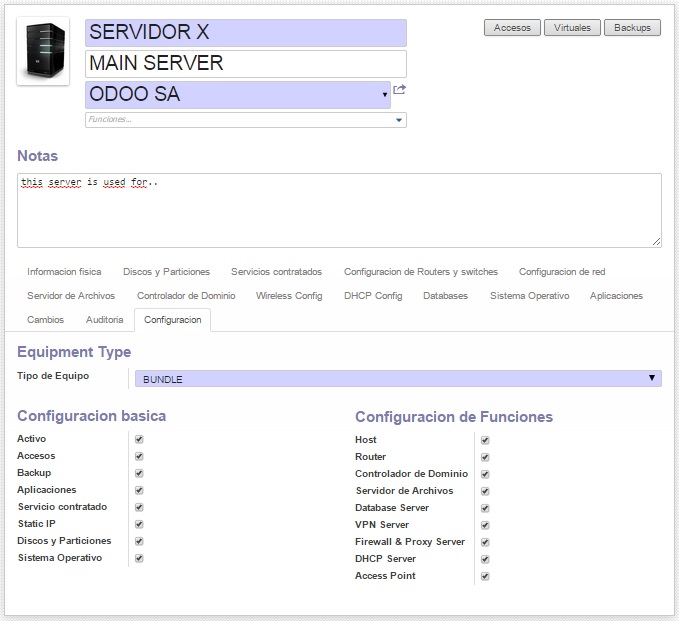 SERVIDOR X
Accesos Virtuales Backups
MAIN SERVER
ODOO SA
Funciones...
Notas
this server is used for..
Informacion fisica Discos y Particiones Servicios contratados Configuracion de Routers y switches Configuracion de red
Servidor de Archivos Controlador de Dominio Wireless Config DHCP Config Databases Sistema Operativo Aplicaciones
Cambios Auditoria Configuracion
Equipment Type
Tipo de Equipo BUNDLE
Configuracion basica
Activo
Accesos
Backup
Aplicaciones
Servicio contratado
Static IP
Discos y Particiones
Sistema Operativo
Configuracion de Funciones
Host
Router
Controlador de Dominio
Servidor de Archivos
Database Server
VPN Server
Firewall & Proxy Server
DHCP Server
Access Point